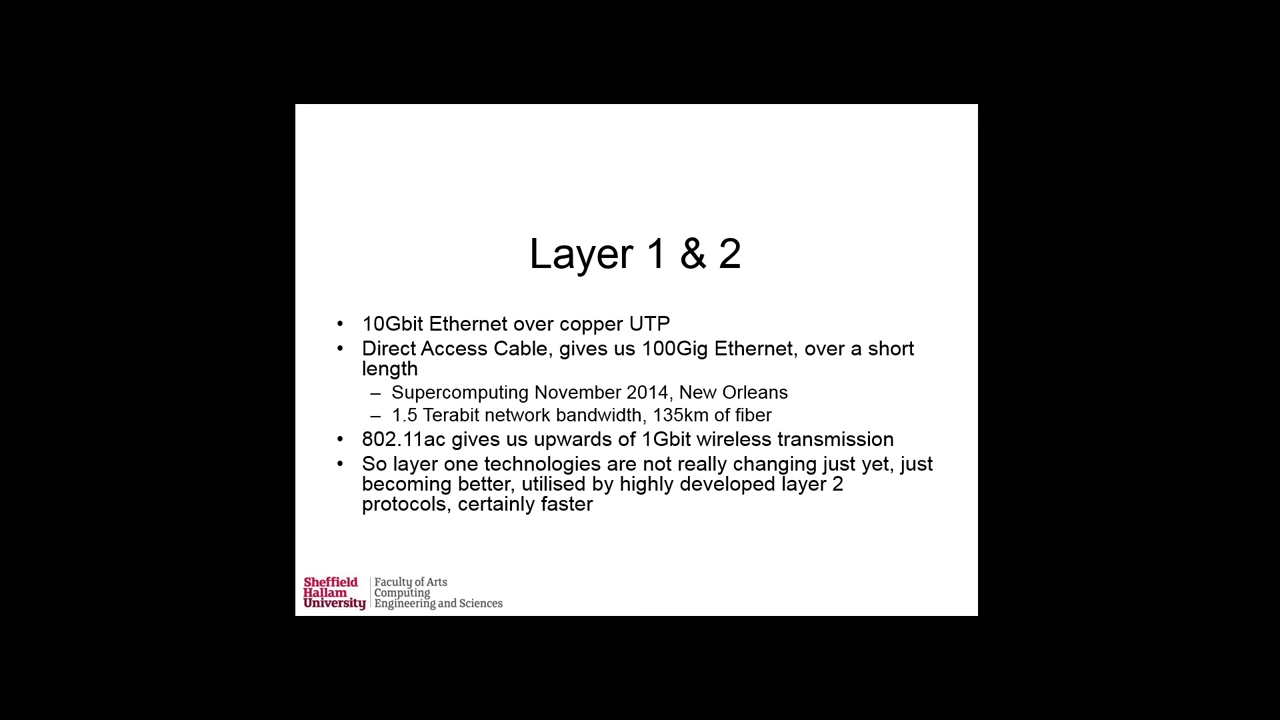 Layer 1 & 2
• 10Gbit Ethernet over copper UTP
• Direct Access Cable, gives us 100Gig Ethernet, over a short
length
– Supercomputing November 2014, New Orleans
– 1.5 Terabit network bandwidth, 135km of fiber
• 802.11ac gives us upwards of 1Gbit wireless transmission
• So layer one technologies are not really changing just yet, just
becoming better, utilised by highly developed layer 2
protocols, certainly faster
Sheffield
Hallam
University
Faculty of Arts
Computing
Engineering and Sciences